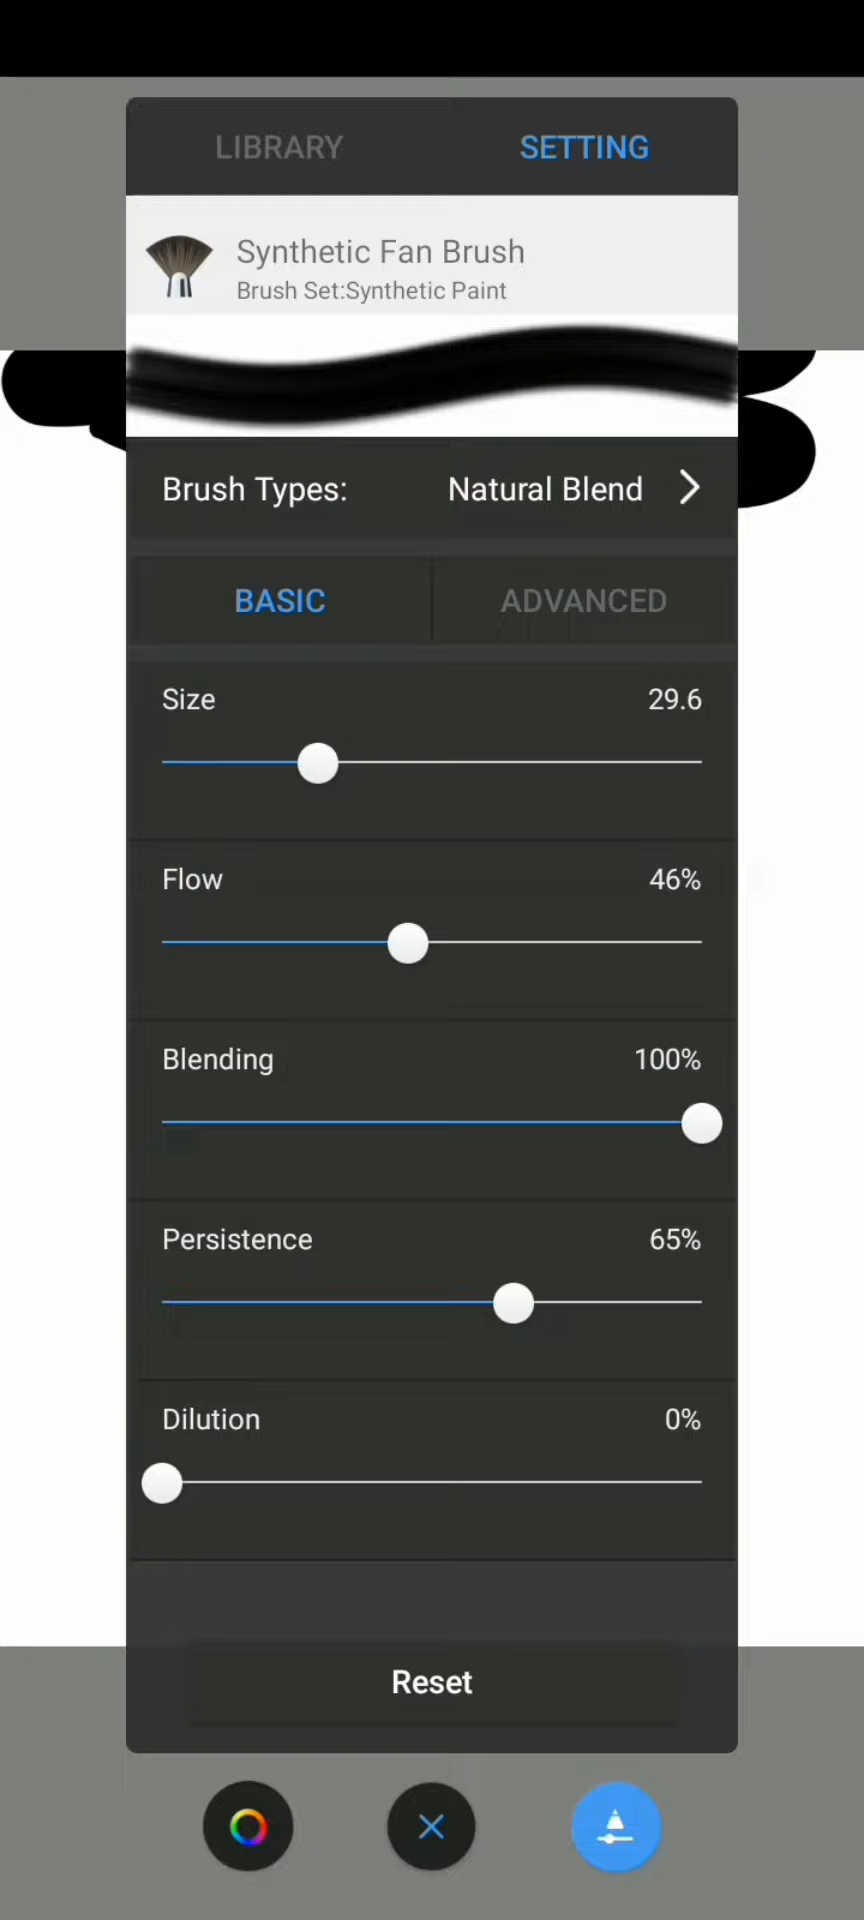 LIBRARY SETTING
Synthetic Fan Brush
Brush Set:Synthetic Paint
Brush Types: Natural Blend
BASIC ADVANCED
Size 29.6
Flow 46%
Blending 100%
Persistence 65%
Dilution 0%
Reset